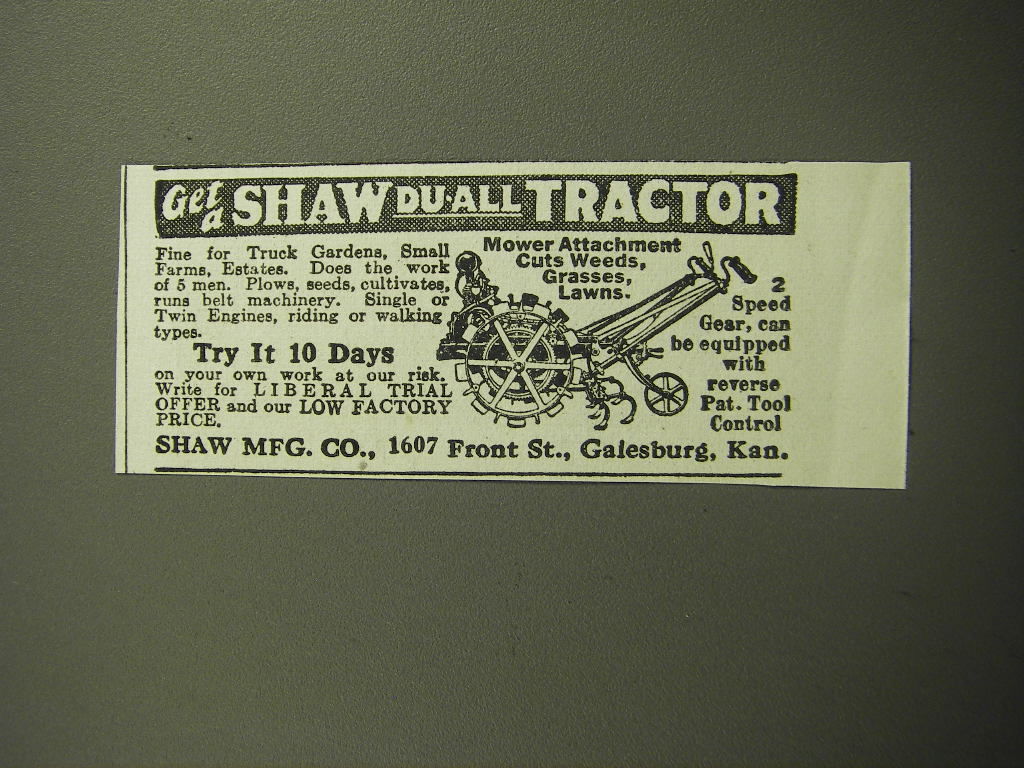 Get a SHAW DU-ALL TRACTOR
Fine for Truck Gardens, Small
Farms, Estates. Does the work
of 5 men. Plows, seeds, cultivates,
runs belt machinery. Single or
Twin Engines, riding or walking
types.
Try It 10 Days
on your own work at our risk.
Write for LIBERAL TRIAL
OFFER and our LOW FACTORY
PRICE.
Mower Attachment
Cuts Weeds,
Grasses,
Lawns.
2
Speed
Gear, can
be equipped
with
reverse
Pat. Tool
Control
SHAW MFG. CO., 1607 Front St., Galesburg, Kan.